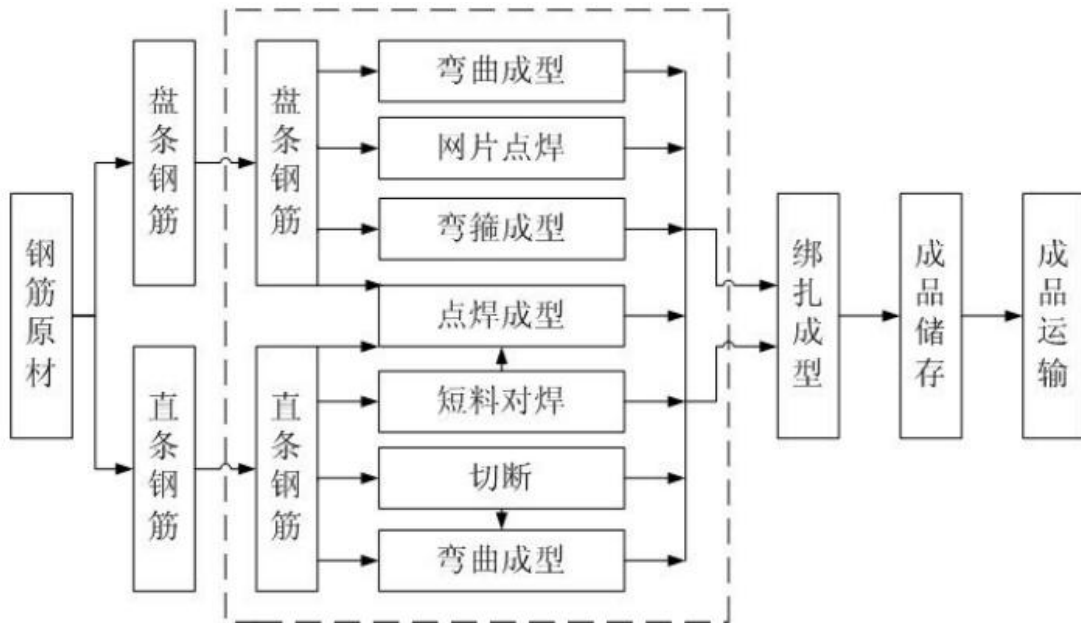 钢筋原材
盘条钢筋
直条钢筋
盘条钢筋
直条钢筋
弯曲成型
网片点焊
弯箍成型
点焊成型
短料对焊
切断
弯曲成型
绑扎成型
成品储存
成品运输